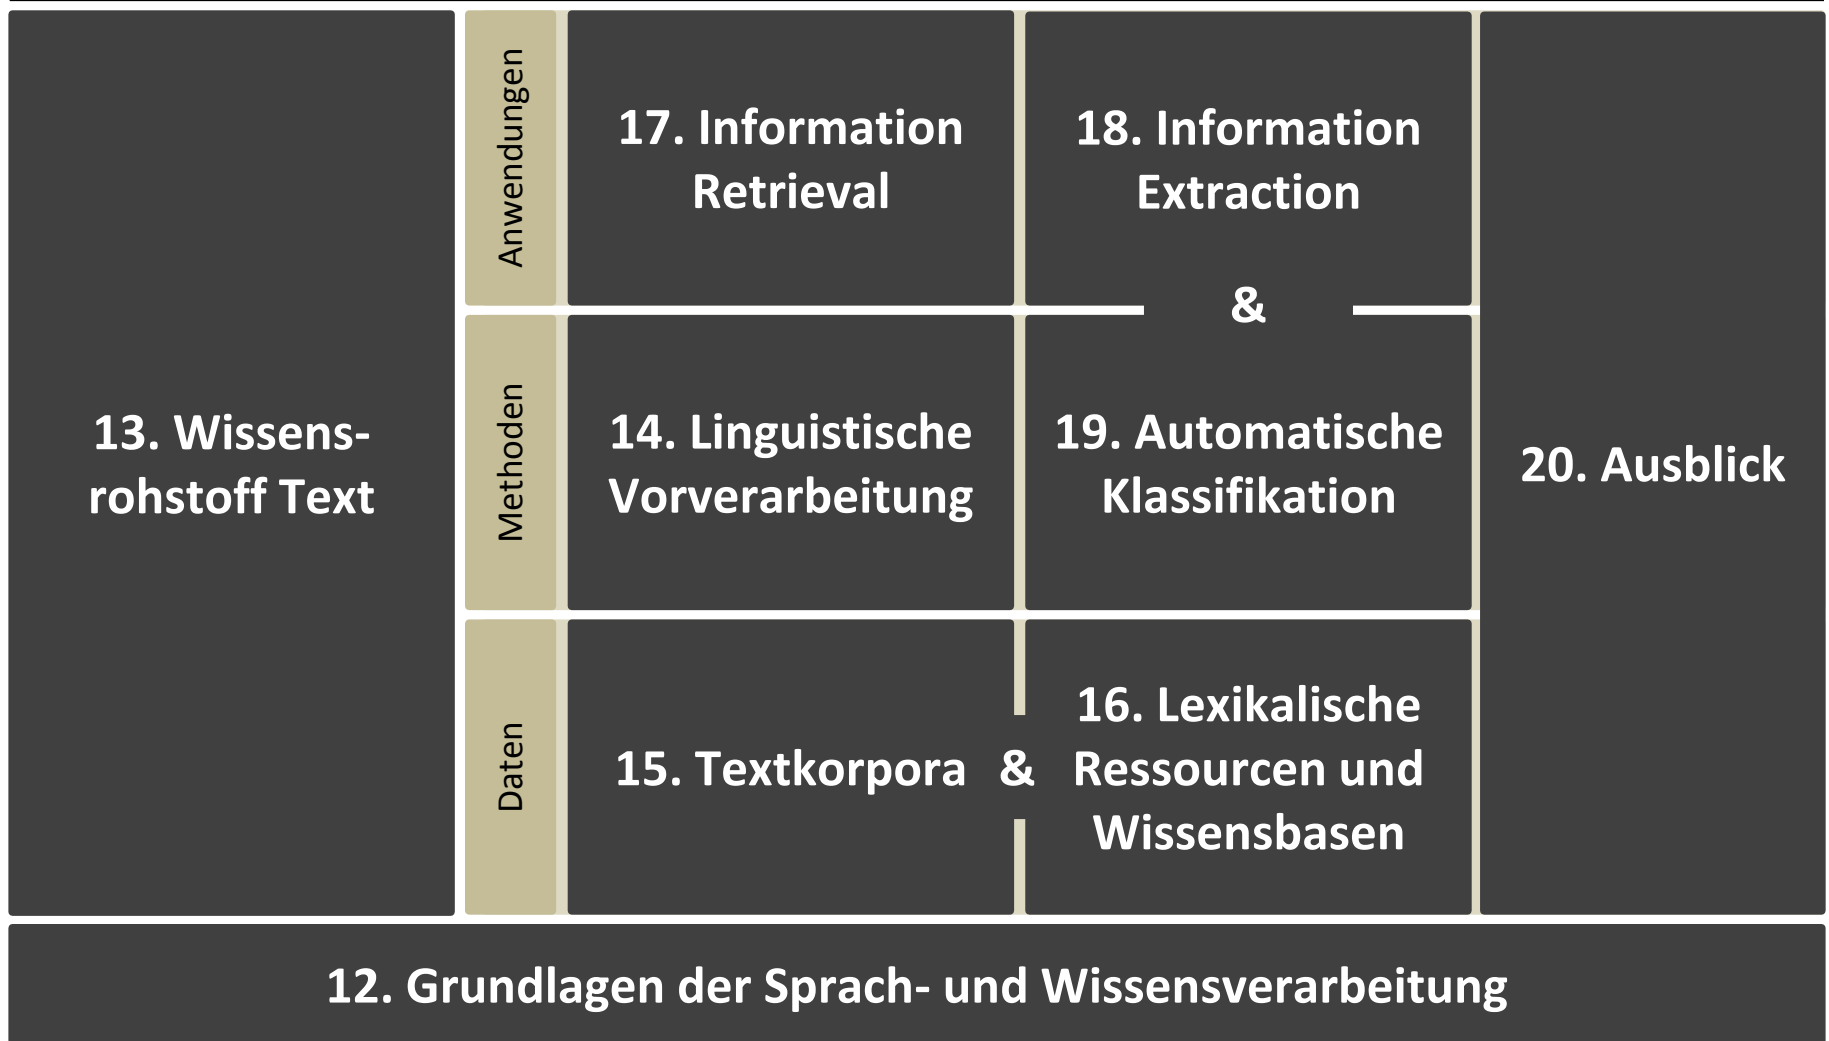 13. Wissens-
rohstoff Text
Anwendungen
17. Information
Retrieval
18. Information
Extraction
&
Methoden
14. Linguistische
Vorverarbeitung
19. Automatische
Klassifikation
Daten
15. Textkorpora
&
16. Lexikalische
Ressourcen und
Wissensbasen
20. Ausblick
12. Grundlagen der Sprach- und Wissensverarbeitung